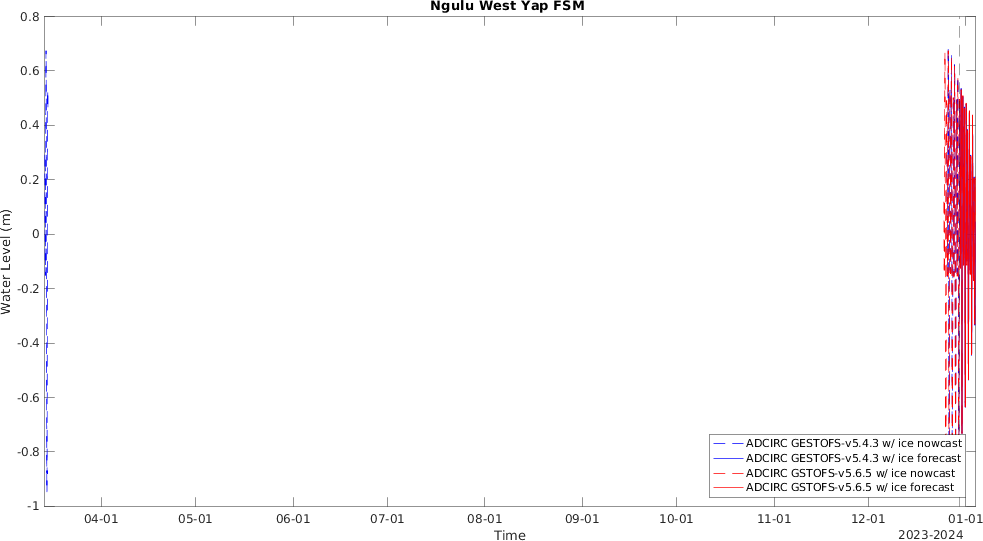 Ngulu West Yap FSM
0.8
0.6
0.4
0.2
0
-0.2
-0.4
-0.6
-0.8
-1
Water Level (m)
ADCIRC GESTOFS-v5.4.3 w/ ice nowcast
ADCIRC GESTOFS-v5.4.3 w/ ice forecast
ADCIRC GSTOFS-v5.6.5 w/ ice nowcast
ADCIRC GSTOFS-v5.6.5 w/ ice forecast
04-01 05-01 06-01 07-01 08-01 09-01 10-01 11-01 12-01 01-01
Time
2023-2024